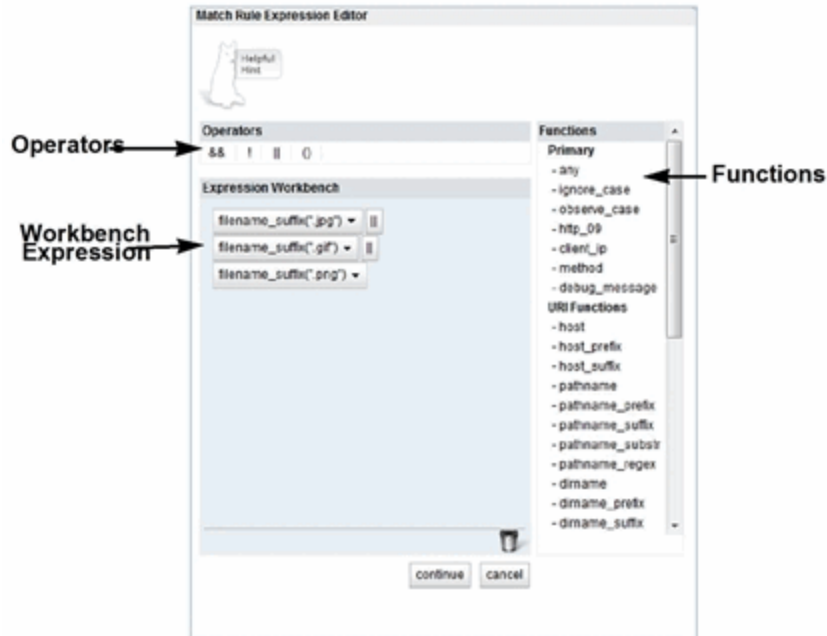 Match Rule Expression Editor
Helpful
Hint
Operators
Operators
&& ! || ()
Expression Workbench
Workbench
Expression
filename_suffix(".jpg") ||
filename_suffix(".gif") ||
filename_suffix(".png")
continue cancel
Functions
Primary
- any
- ignore_case
- observe_case
- http_09
- client_ip
- method
- debug_message
URI Functions
- host
- host_prefix
- host_suffix
- pathname
- pathname_prefix
- pathname_suffix
- pathname_substr
- pathname_regex
- dirname
- dirname_prefix
- dirname_suffix
Functions